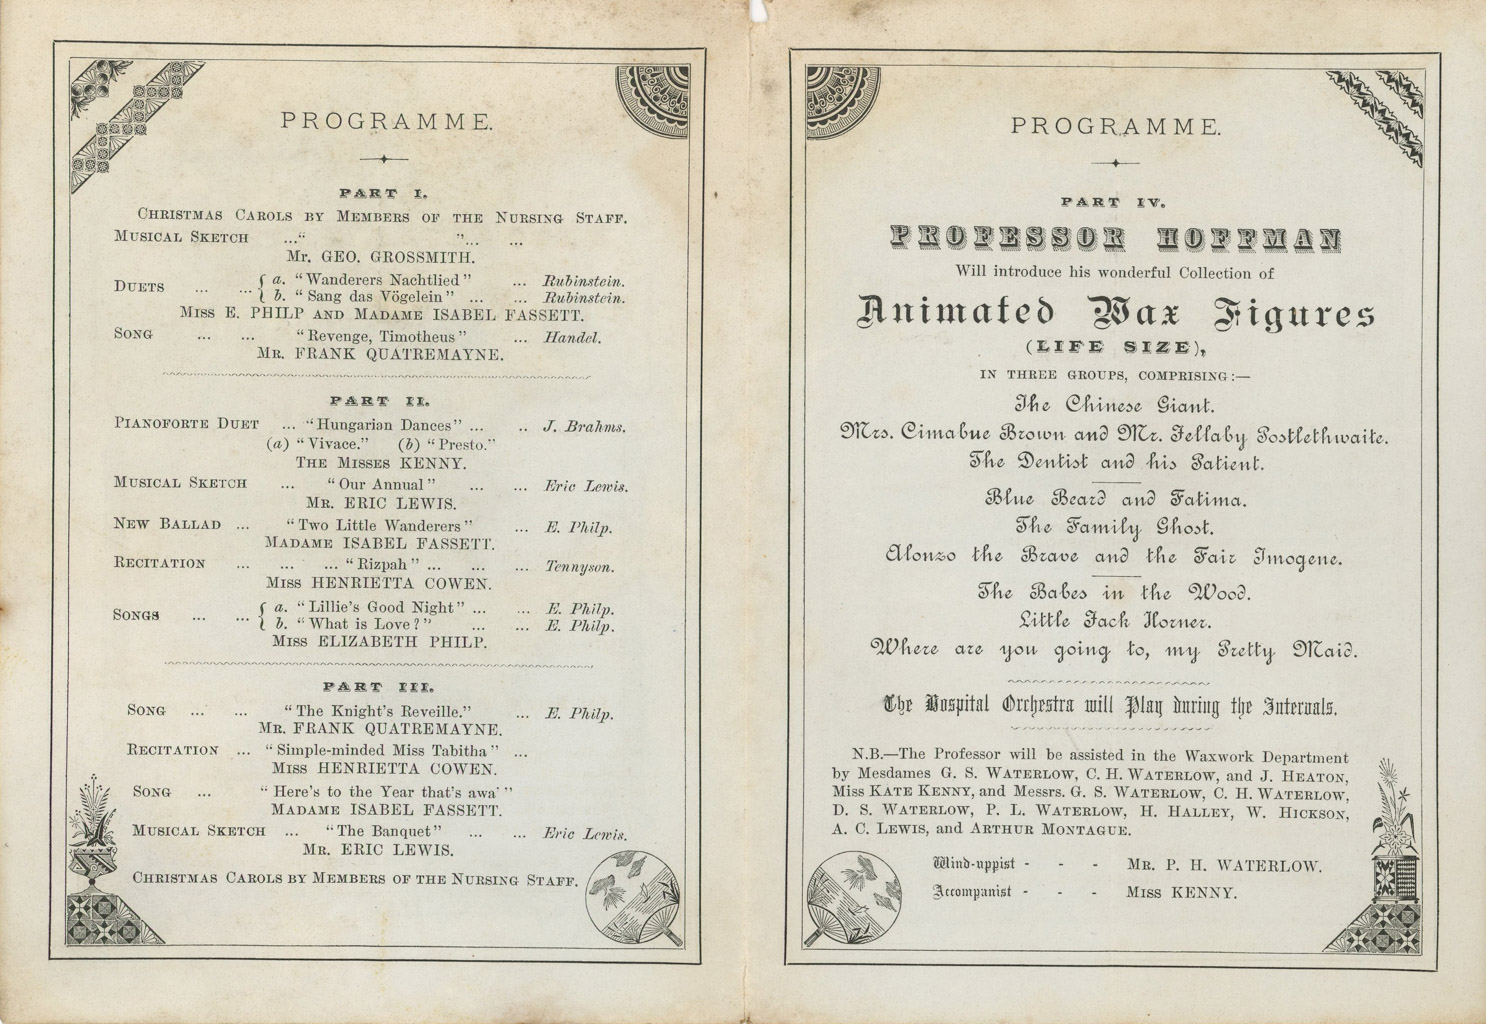 PROGRAMME.
PART I.
CHRISTMAS CAROLS BY MEMBERS OF THE NURSING STAFF.
MUSICAL SKETCH ...“ ”... ...
Mr. GEO. GROSSMITH.
DUETS ... ... { a. “Wanderers Nachtlied” ... Rubinstein.
{ b. “Sang das Vögelein” ... ... Rubinstein.
MISS E. PHILP AND MADAME ISABEL FASSETT.
SONG ... ... “Revenge, Timotheus” ... Handel.
MR. FRANK QUATREMAYNE.
PART II.
PIANOFORTE DUET ... “Hungarian Dances” ... .. J. Brahms.
(a) “Vivace.” (b) “Presto.”
THE MISSES KENNY.
MUSICAL SKETCH ... “Our Annual” ... ... Eric Lewis.
MR. ERIC LEWIS.
NEW BALLAD ... “Two Little Wanderers” ... E. Philp.
MADAME ISABEL FASSETT.
RECITATION ... ... ... “Rizpah” ... ... ... Tennyson.
MISS HENRIETTA COWEN.
SONGS ... ... { a. “Lillie's Good Night” ... ... E. Philp.
{ b. “What is Love?” ... ... E. Philp.
MISS ELIZABETH PHILP.
PART III.
SONG ... ... “The Knight's Reveille.” ... E. Philp.
MR. FRANK QUATREMAYNE.
RECITATION ... “Simple-minded Miss Tabitha” ...
MISS HENRIETTA COWEN.
SONG ... “Here's to the Year that's awa'”
MADAME ISABEL FASSETT.
MUSICAL SKETCH ... “The Banquet” ... ... Eric Lewis.
MR. ERIC LEWIS.
CHRISTMAS CAROLS BY MEMBERS OF THE NURSING STAFF.
PROGRAMME.
PART IV.
PROFESSOR HOFFMAN
Will introduce his wonderful Collection of
Animated Wax Figures
(LIFE SIZE),
IN THREE GROUPS, COMPRISING:—
The Chinese Giant.
Mrs. Cimabue Brown and Mr. Fellaby Postlethwaite.
The Dentist and his Patient.
Blue Beard and Fatima.
The Family Ghost.
Alonzo the Brave and the Fair Imogene.
The Babes in the Wood.
Little Jack Horner.
Where are you going to, my Pretty Maid.
The Hospital Orchestra will Play during the Intervals.
N.B.—The Professor will be assisted in the Waxwork Department
by Mesdames G. S. WATERLOW, C. H. WATERLOW, and J. HEATON,
Miss KATE KENNY, and Messrs. G. S. WATERLOW, C. H. WATERLOW,
D. S. WATERLOW, P. L. WATERLOW, H. HALLEY, W. HICKSON,
A. C. LEWIS, and ARTHUR MONTAGUE.
Wind-uppist - - - MR. P. H. WATERLOW.
Accompanist - - - MISS KENNY.